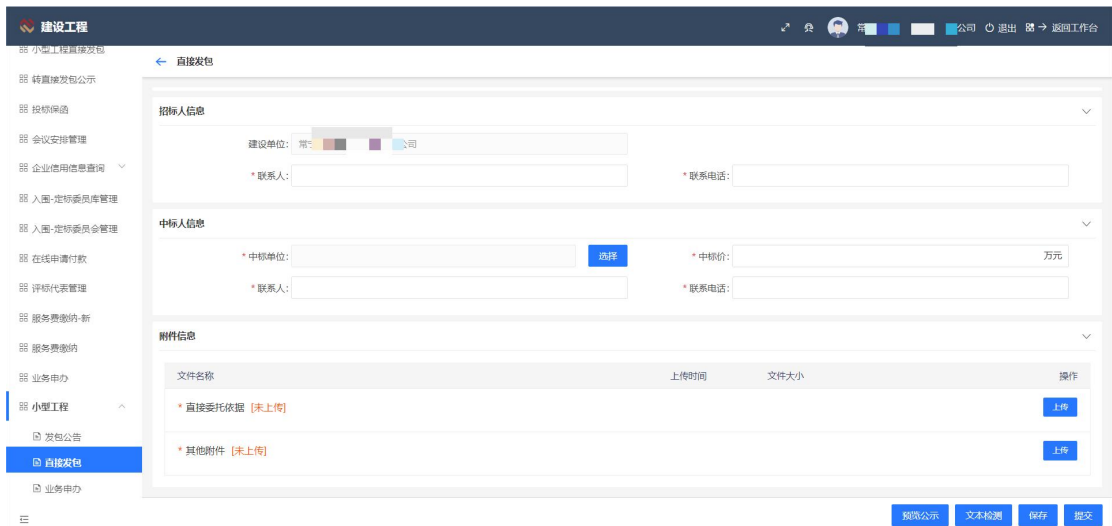 建设工程
公司 退出 返回工作台
小型工程直接发包
转直接发包公示
投标保函
会议安排管理
企业信用信息查询
入围-定标委员库管理
入围-定标委员会管理
在线申请付款
评标代表管理
服务费缴纳-新
服务费缴纳
业务申办
小型工程
发包公告
直接发包
业务申办
直接发包
招标人信息
建设单位: 公司
* 联系人: * 联系电话:
中标人信息
* 中标单位: 选择 * 中标价: 万元
* 联系人: * 联系电话:
附件信息
文件名称 上传时间 文件大小 操作
* 直接委托依据 [未上传] 上传
* 其他附件 [未上传] 上传
预览公示 文本检测 保存 提交